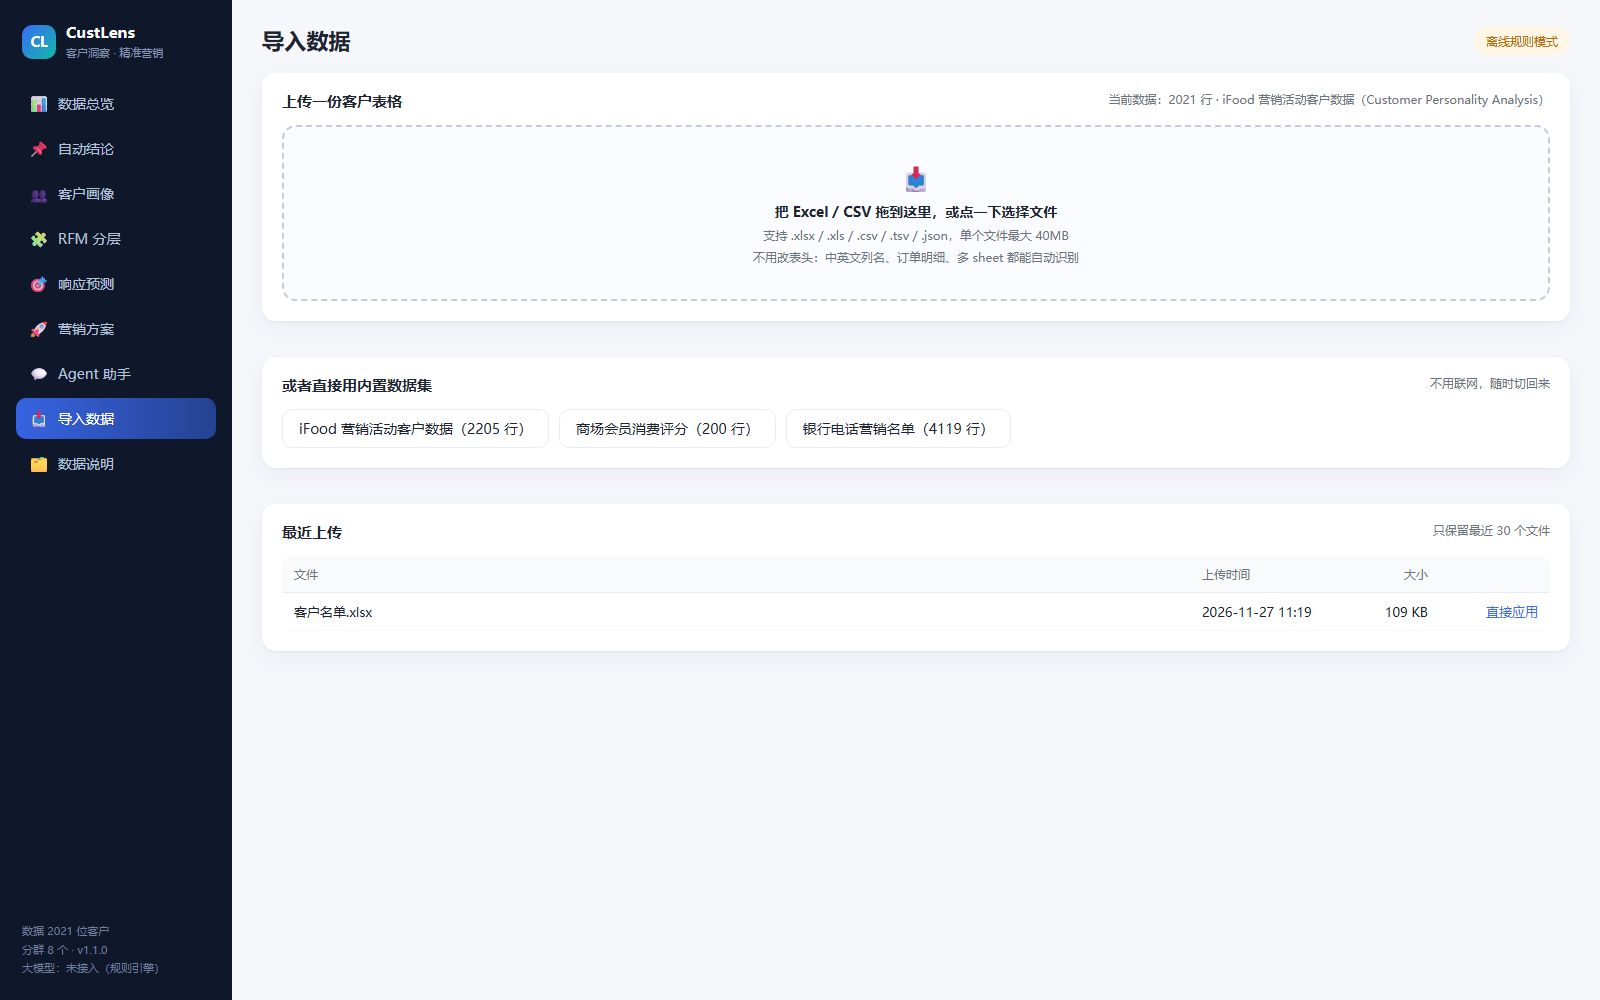 CL
CustLens
客户洞察 · 精准营销
数据总览
自动结论
客户画像
RFM 分层
响应预测
营销方案
Agent 助手
导入数据
数据说明
数据 2021 位客户
分群 8 个 · v1.1.0
大模型：未接入（规则引擎）
导入数据
离线规则模式
上传一份客户表格
当前数据：2021 行 · iFood 营销活动客户数据（Customer Personality Analysis）
把 Excel / CSV 拖到这里，或点一下选择文件
支持 .xlsx / .xls / .csv / .tsv / .json，单个文件最大 40MB
不用改表头：中英文列名、订单明细、多 sheet 都能自动识别
或者直接用内置数据集
不用联网，随时切回来
iFood 营销活动客户数据（2205 行）
商场会员消费评分（200 行）
银行电话营销名单（4119 行）
最近上传
只保留最近 30 个文件
文件 上传时间 大小
客户名单.xlsx 2026-11-27 11:19 109 KB 直接应用